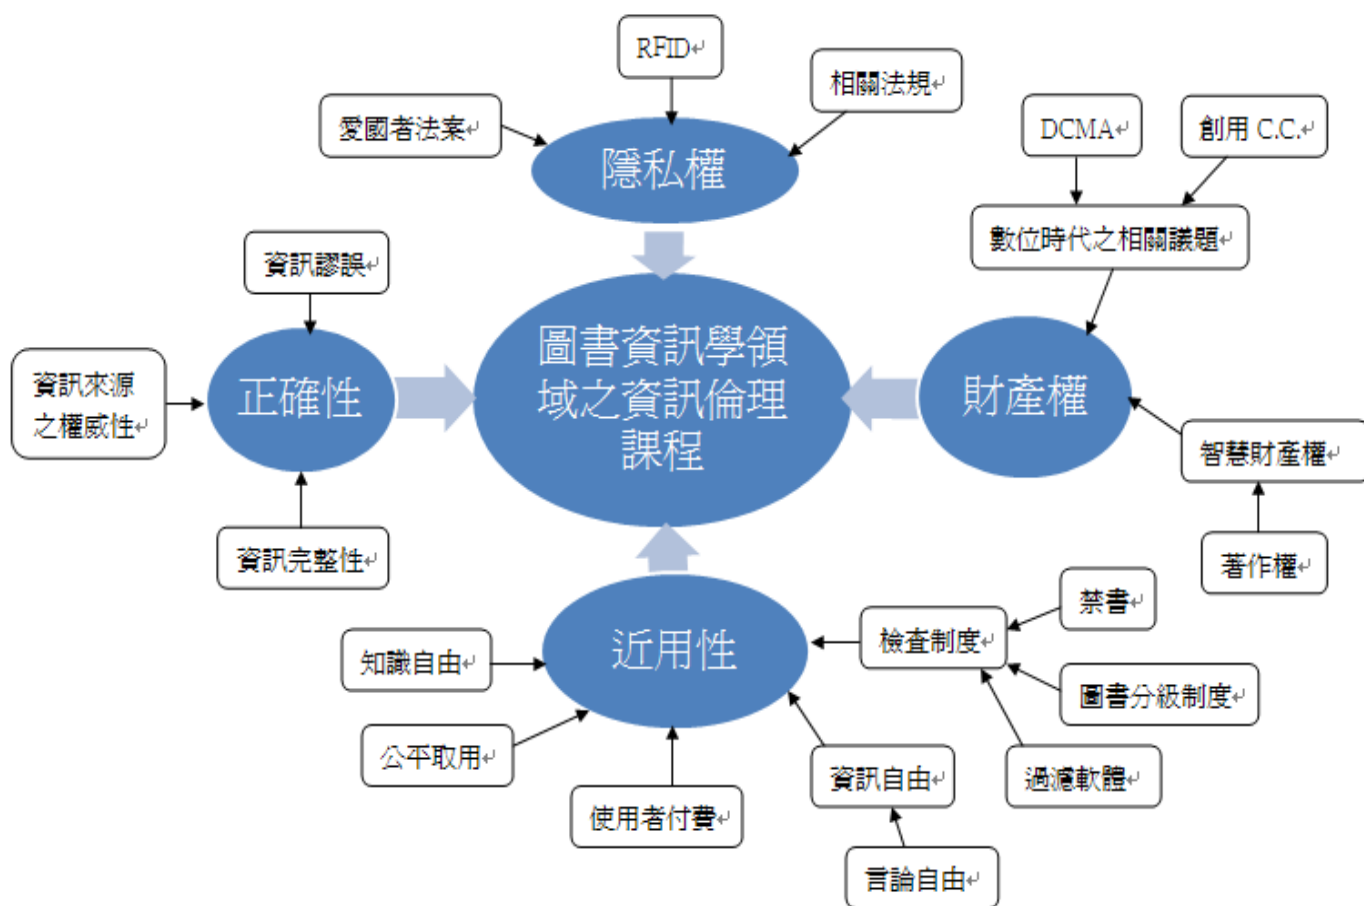 RFID
相關法規
愛國者法案
隱私權
DCMA
創用 C.C.
數位時代之相關議題
資訊謬誤
資訊來源
之權威性
正確性
資訊完整性
圖書資訊學領
域之資訊倫理
課程
財產權
智慧財產權
著作權
近用性
知識自由
公平取用
使用者付費
檢查制度
禁書
圖書分級制度
過濾軟體
資訊自由
言論自由